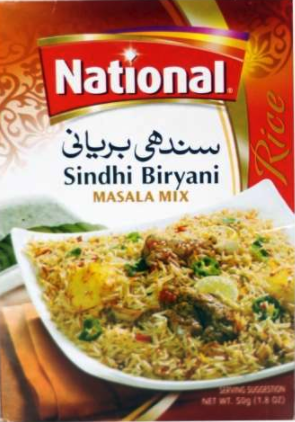 National®
سندھی بریانی
Sindhi Biryani
MASALA MIX
Rice
SERVING SUGGESTION
NET WT. 50g (1.8 OZ)